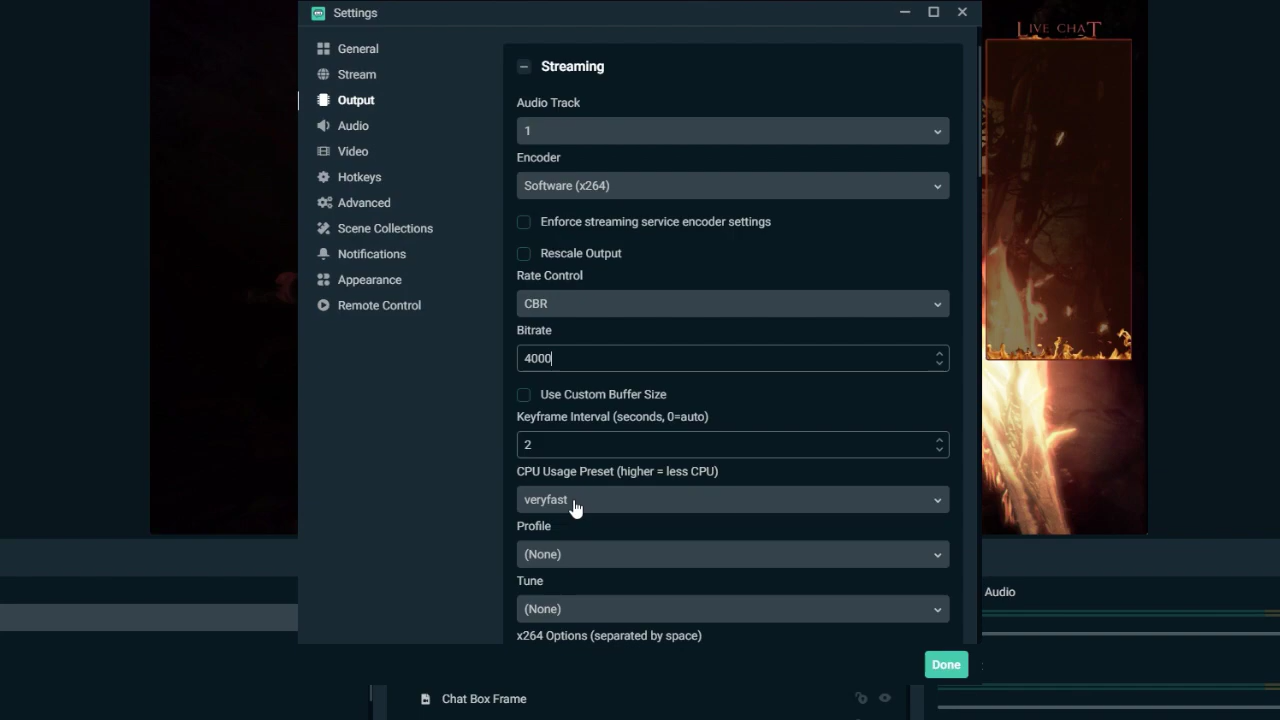 Settings
LIVE CHAT
General
Stream
Output
Audio
Video
Hotkeys
Advanced
Scene Collections
Notifications
Appearance
Remote Control
Streaming
Audio Track
1
Encoder
Software (x264)
Enforce streaming service encoder settings
Rescale Output
Rate Control
CBR
Bitrate
4000
Use Custom Buffer Size
Keyframe Interval (seconds, 0=auto)
2
CPU Usage Preset (higher = less CPU)
veryfast
Profile
(None)
Tune
(None)
x264 Options (separated by space)
Done
Audio
Chat Box Frame